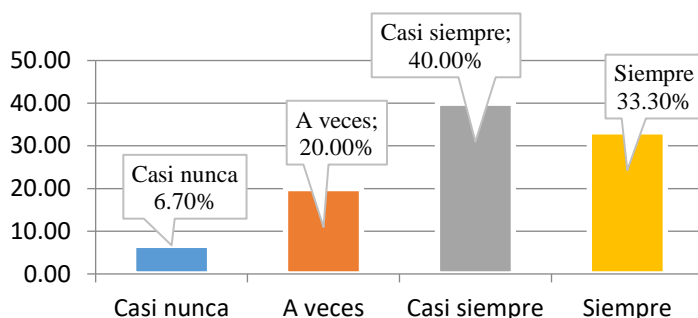 50.00
40.00
30.00
20.00
10.00
0.00
Casi nunca
6.70%
A veces;
20.00%
Casi siempre;
40.00%
Siempre
33.30%
Casi nunca
A veces
Casi siempre
Siempre